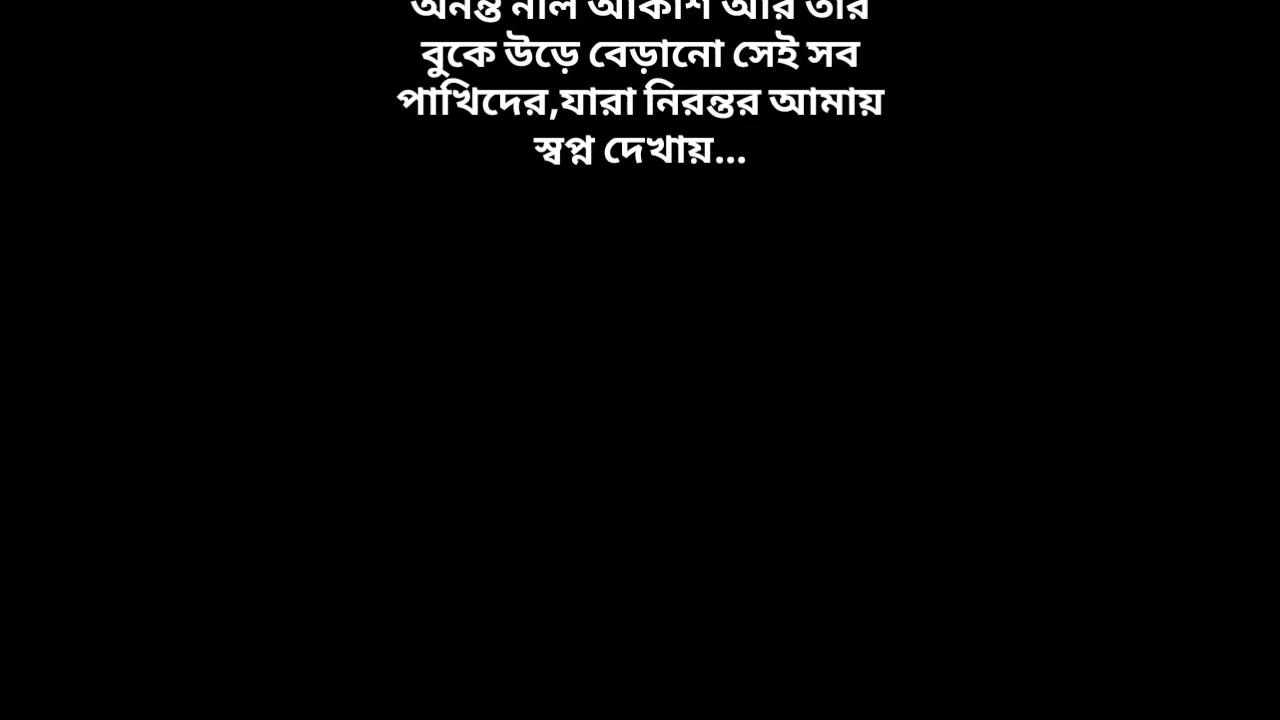 অনন্ত নীল আকাশ আর তার
বুকে উড়ে বেড়ানো সেই সব
পাখিদের,যারা নিরন্তর আমায়
স্বপ্ন দেখায়...